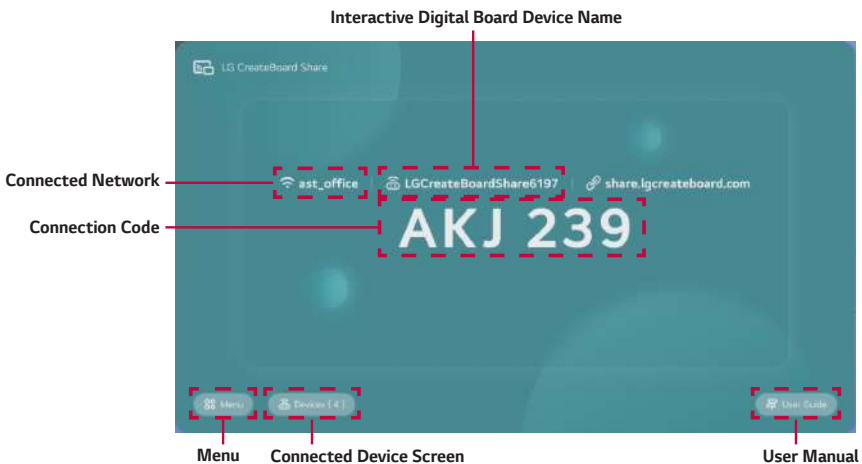 Interactive Digital Board Device Name
LG CreateBoard Share
Connected Network
ast_office
LGCreateBoardShare6197
share.lgcreateboard.com
Connection Code
AKJ 239
Menu
Devices [ 4 ]
User Guide
Menu
Connected Device Screen
User Manual